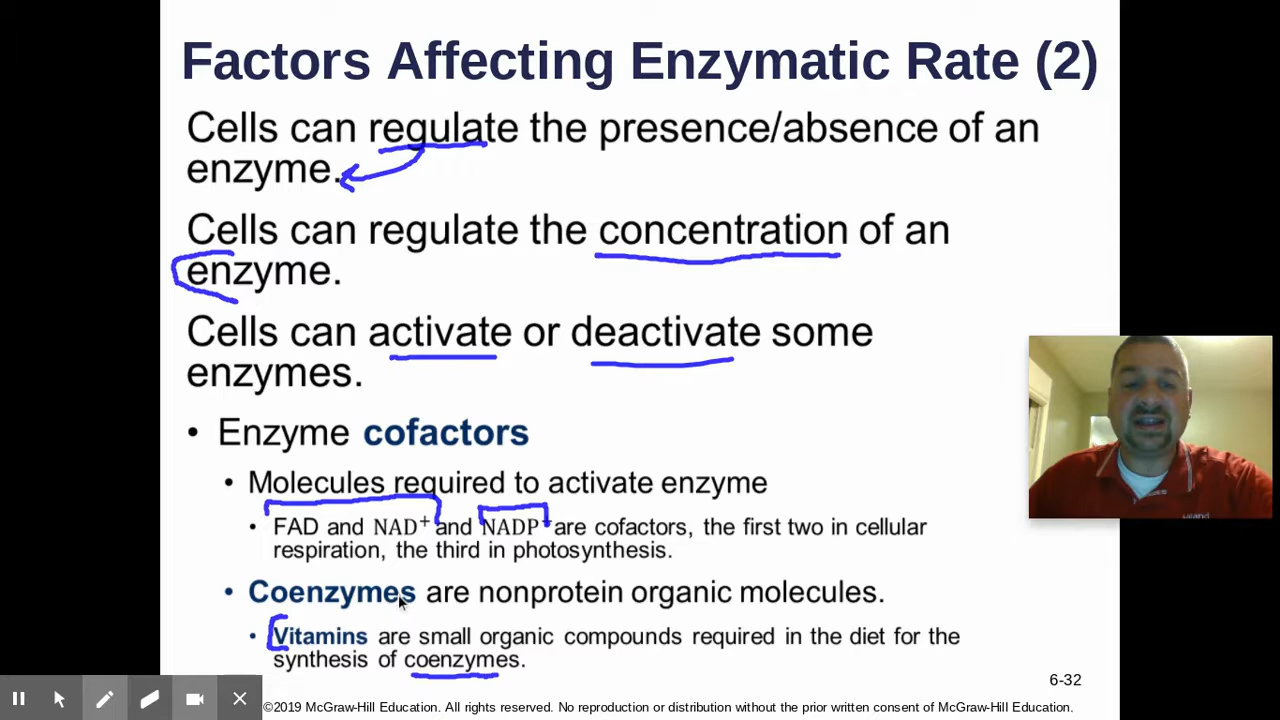 Factors Affecting Enzymatic Rate (2)
Cells can regulate the presence/absence of an
enzyme.
Cells can regulate the concentration of an
enzyme.
Cells can activate or deactivate some
enzymes.
• Enzyme cofactors
• Molecules required to activate enzyme
• FAD and NAD⁺ and NADP⁺ are cofactors, the first two in cellular
respiration, the third in photosynthesis.
• Coenzymes are nonprotein organic molecules.
• Vitamins are small organic compounds required in the diet for the
synthesis of coenzymes.
6-32
©2019 McGraw-Hill Education. All rights reserved. No reproduction or distribution without the prior written consent of McGraw-Hill Education.